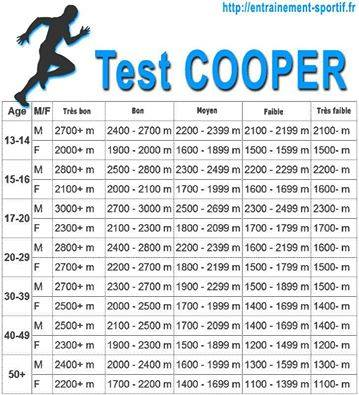 http://entrainement-sportif.fr
Test COOPER
Age M/F Très bon Bon Moyen Faible Très faible
13-14 M 2700+ m 2400 - 2700 m 2200 - 2399 m 2100 - 2199 m 2100- m
F 2000+ m 1900 - 2000 m 1600 - 1899 m 1500 - 1599 m 1500- m
15-16 M 2800+ m 2500 - 2800 m 2300 - 2499 m 2200 - 2299 m 2200- m
F 2100+ m 2000 - 2100 m 1700 - 1999 m 1600 - 1699 m 1600- m
17-20 M 3000+ m 2700 - 3000 m 2500 - 2699 m 2300 - 2499 m 2300- m
F 2300+ m 2100 - 2300 m 1800 - 2099 m 1700 - 1799 m 1700- m
20-29 M 2800+ m 2400 - 2800 m 2200 - 2399 m 1600 - 2199 m 1600- m
F 2700+ m 2200 - 2700 m 1800 - 2199 m 1500 - 1799 m 1500- m
30-39 M 2700+ m 2300 - 2700 m 1900 - 2299 m 1500 - 1899 m 1500- m
F 2500+ m 2000 - 2500 m 1700 - 1999 m 1400 - 1699 m 1400- m
40-49 M 2500+ m 2100 - 2500 m 1700 - 2099 m 1400 - 1699 m 1400- m
F 2300+ m 1900 - 2300 m 1500 - 1899 m 1200 - 1499 m 1200- m
50+ M 2400+ m 2000 - 2400 m 1600 - 1999 m 1300 - 1599 m 1300- m
F 2200+ m 1700 - 2200 m 1400 - 1699 m 1100 - 1399 m 1100- m